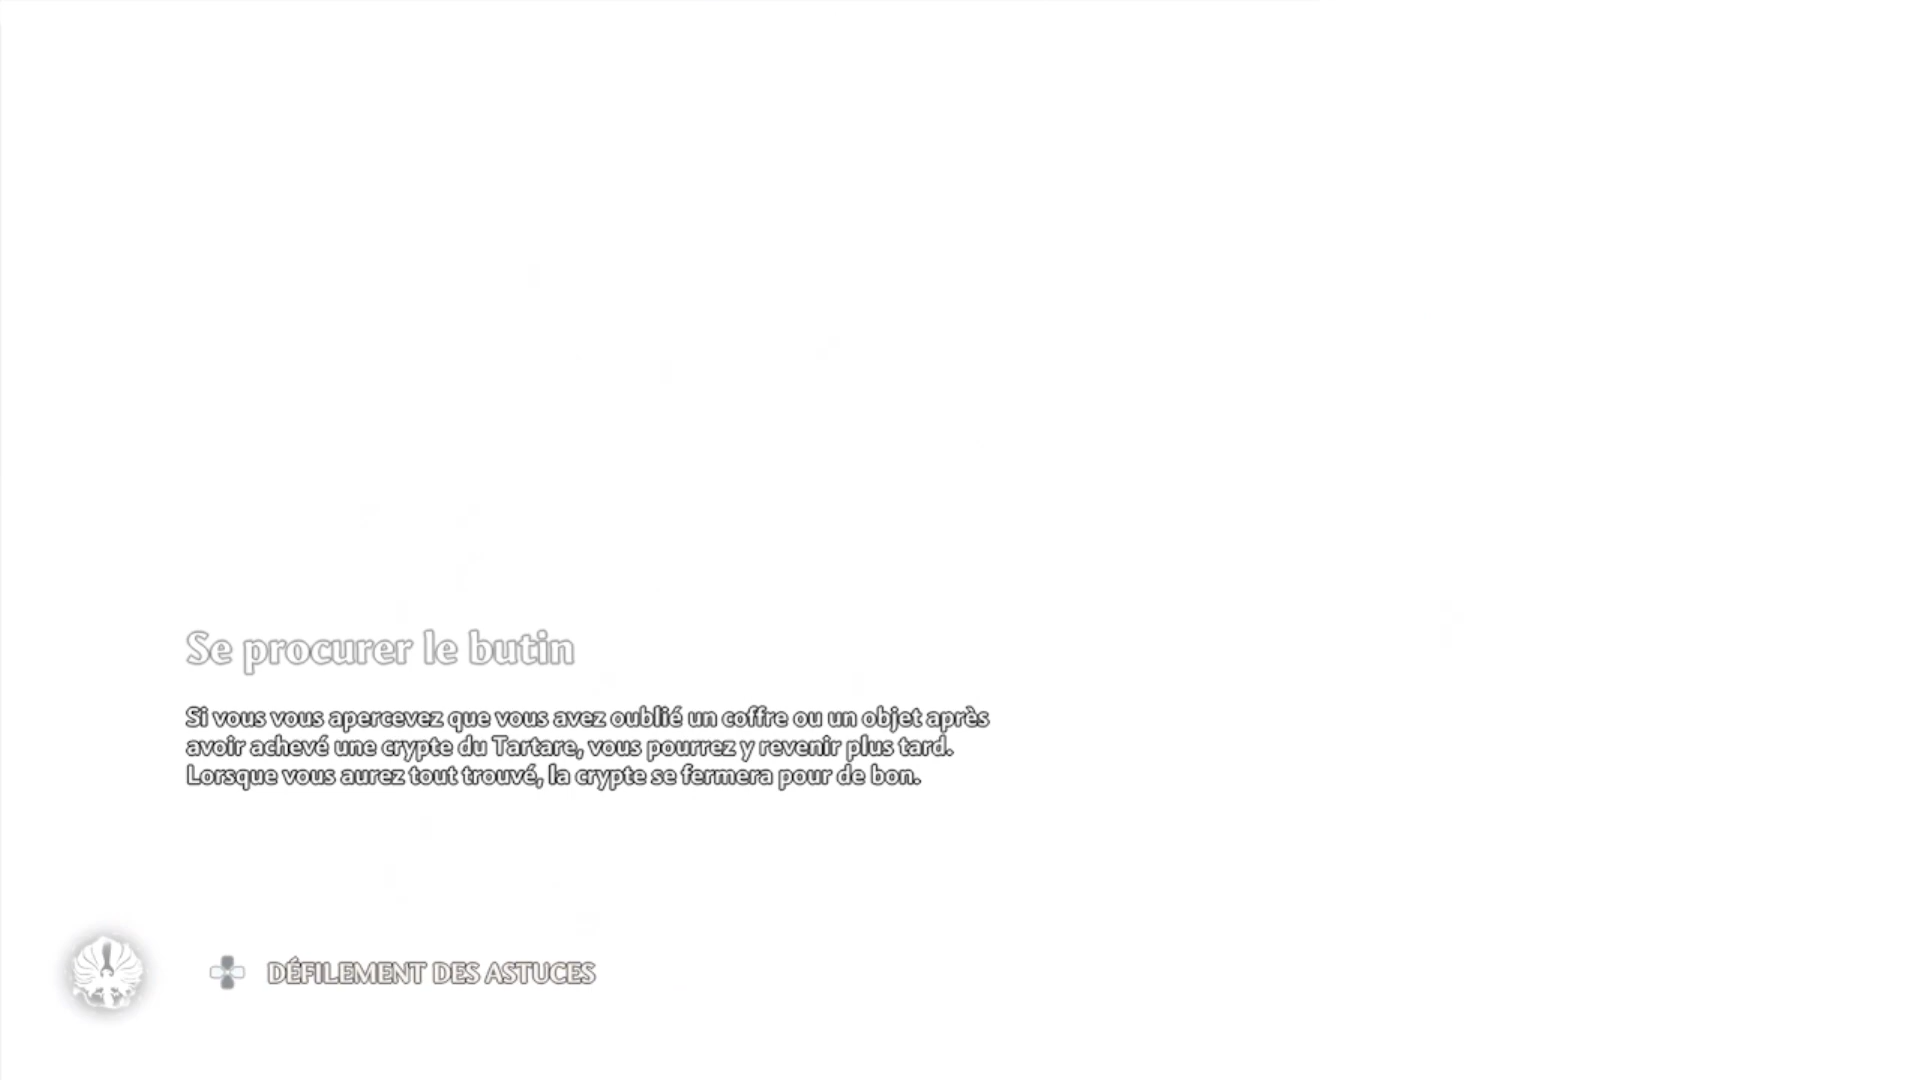 Se procurer le butin
Si vous vous apercevez que vous avez oublié un coffre ou un objet après
avoir achevé une crypte du Tartare, vous pourrez y revenir plus tard.
Lorsque vous aurez tout trouvé, la crypte se fermera pour de bon.
DÉFILEMENT DES ASTUCES